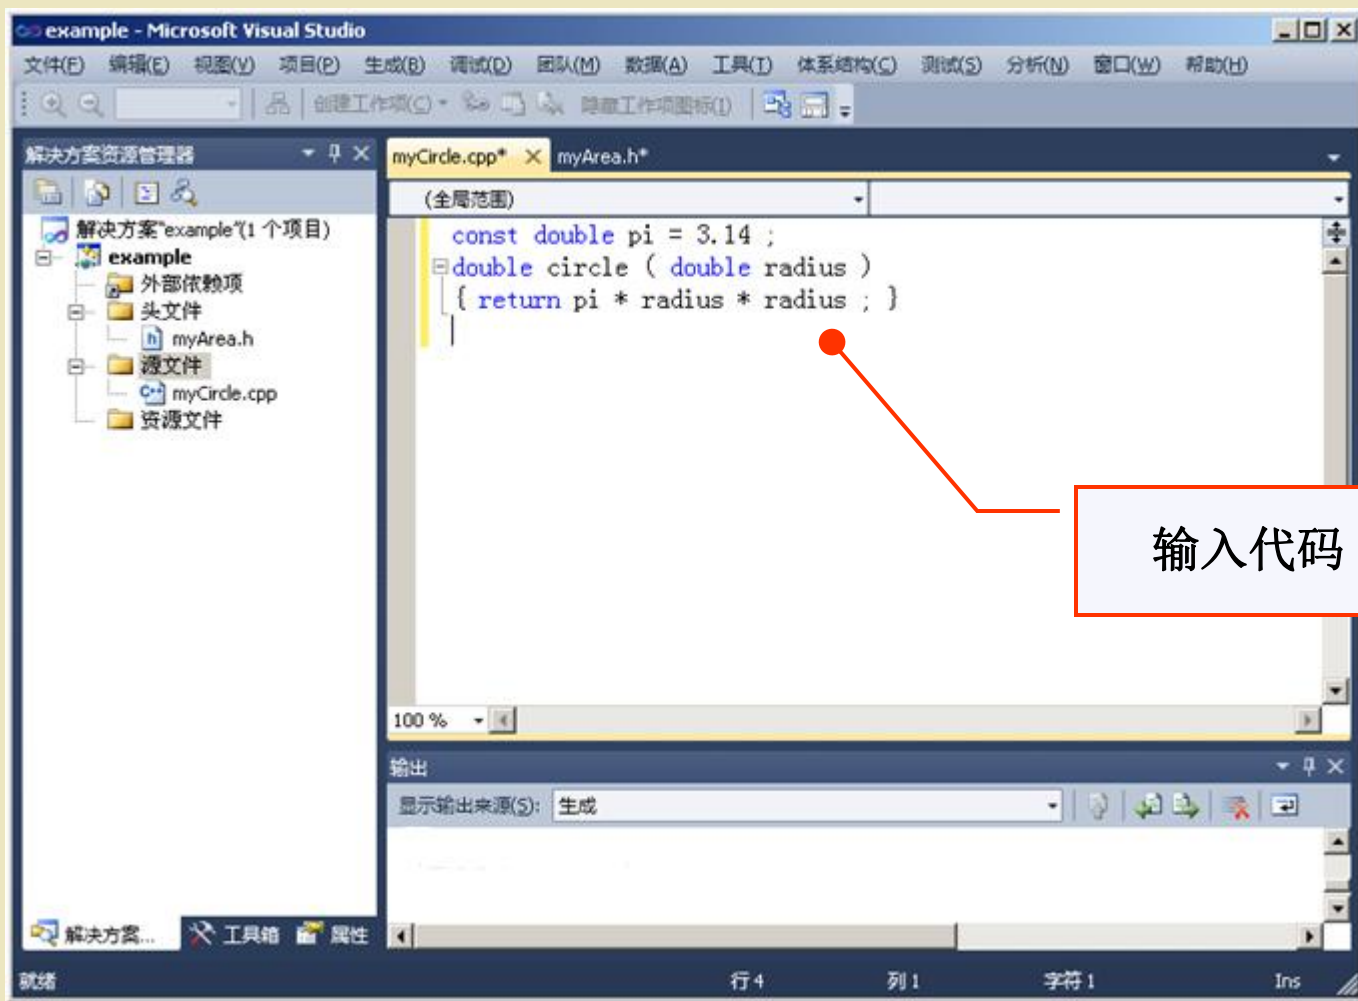 example - Microsoft Visual Studio
文件(F) 编辑(E) 视图(V) 项目(P) 生成(B) 调试(D) 团队(M) 数据(A) 工具(T) 体系结构(C) 测试(S) 分析(N) 窗口(W) 帮助(H)
创建工作项(C) 隐藏工作项图标(I)
解决方案资源管理器
myCircle.cpp* myArea.h*
(全局范围)
解决方案"example"(1 个项目)
example
外部依赖项
头文件
myArea.h
源文件
myCircle.cpp
资源文件
const double pi = 3.14 ;
double circle ( double radius )
{ return pi * radius * radius ; }
输入代码
100 %
输出
显示输出来源(S): 生成
解决方案... 工具箱 属性
就绪 行 4 列 1 字符 1 Ins